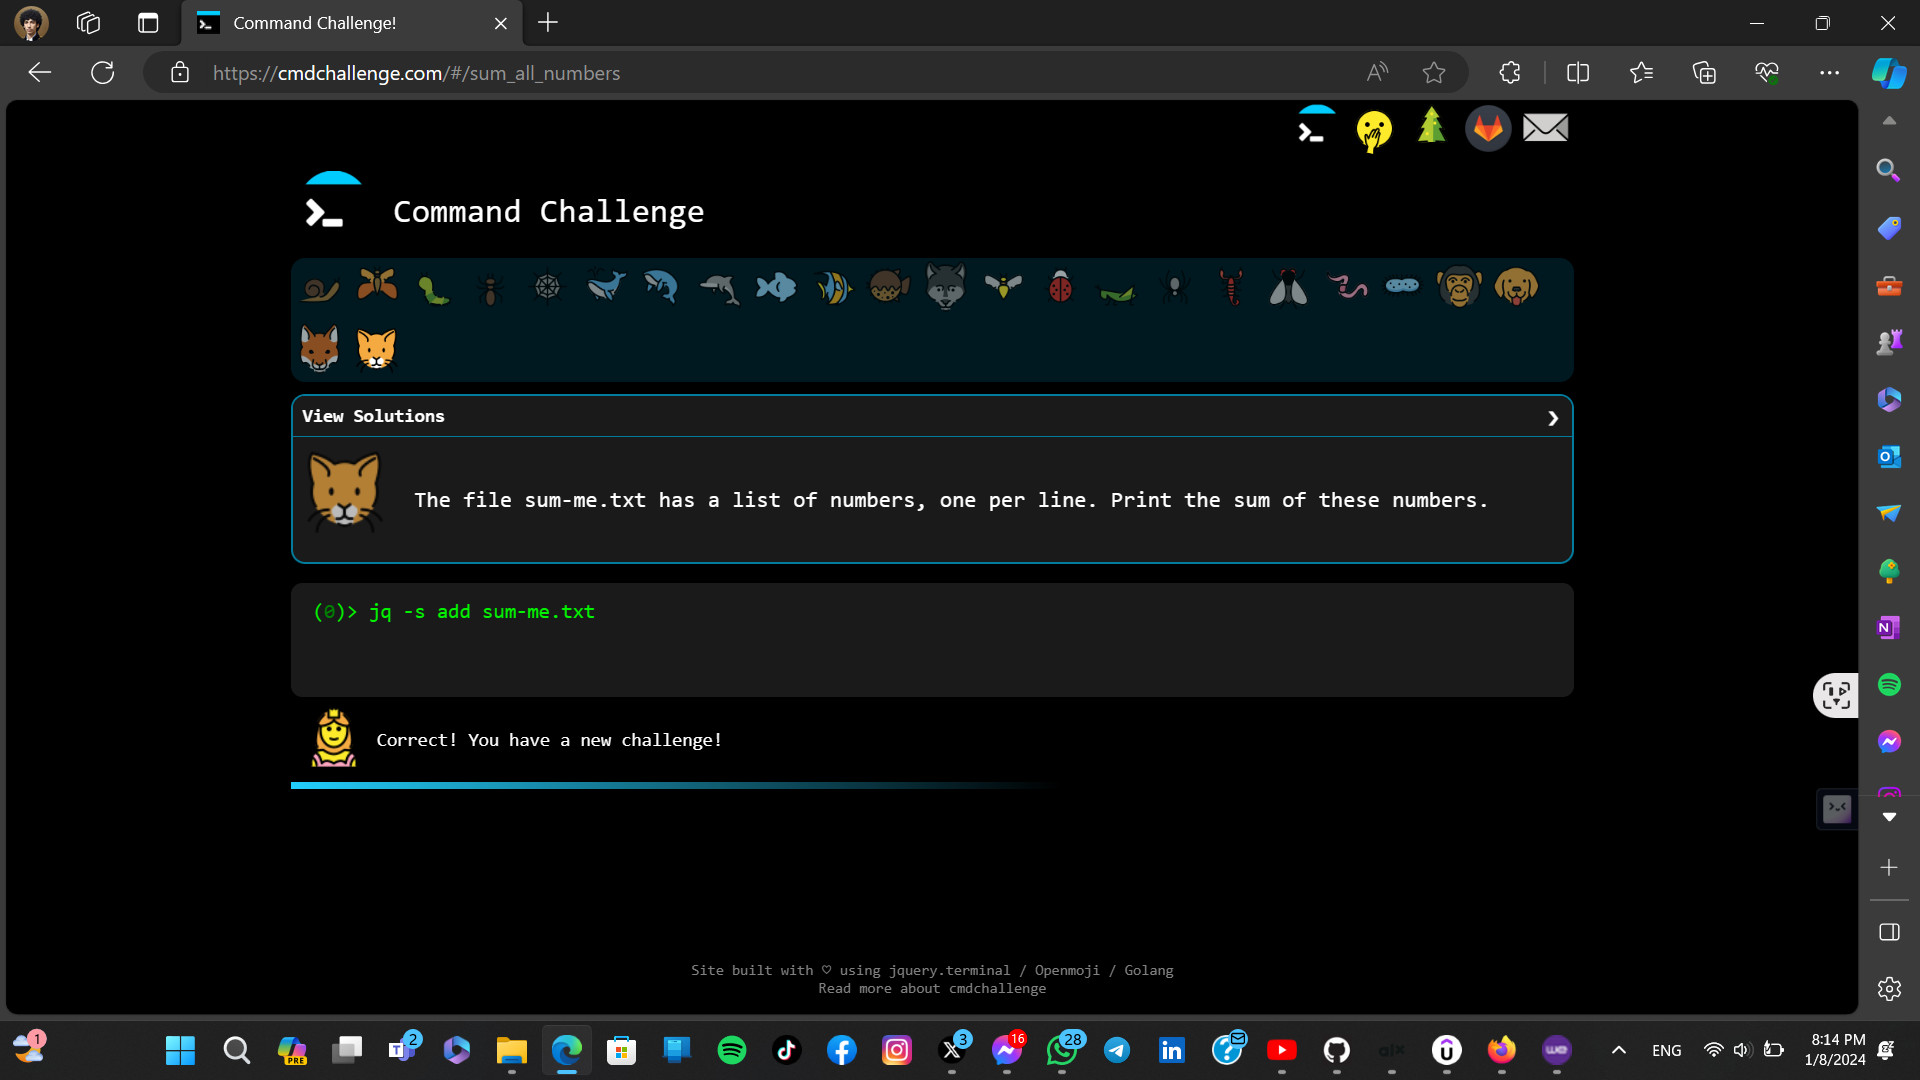 Command Challenge!
https://cmdchallenge.com/#/sum_all_numbers
Command Challenge
View Solutions
The file sum-me.txt has a list of numbers, one per line. Print the sum of these numbers.
(0)> jq -s add sum-me.txt
Correct! You have a new challenge!
Site built with ♡ using jquery.terminal / Openmoji / Golang
Read more about cmdchallenge
1
PRE
2
3
16
28
ENG
8:14 PM
1/8/2024